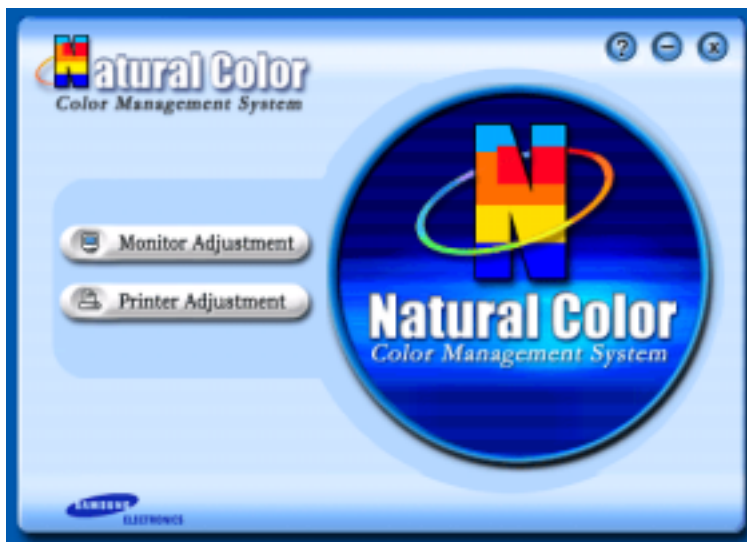 Natural Color
Color Management System
Monitor Adjustment
Printer Adjustment
N
Natural Color
Color Management System
SAMSUNG
ELECTRONICS